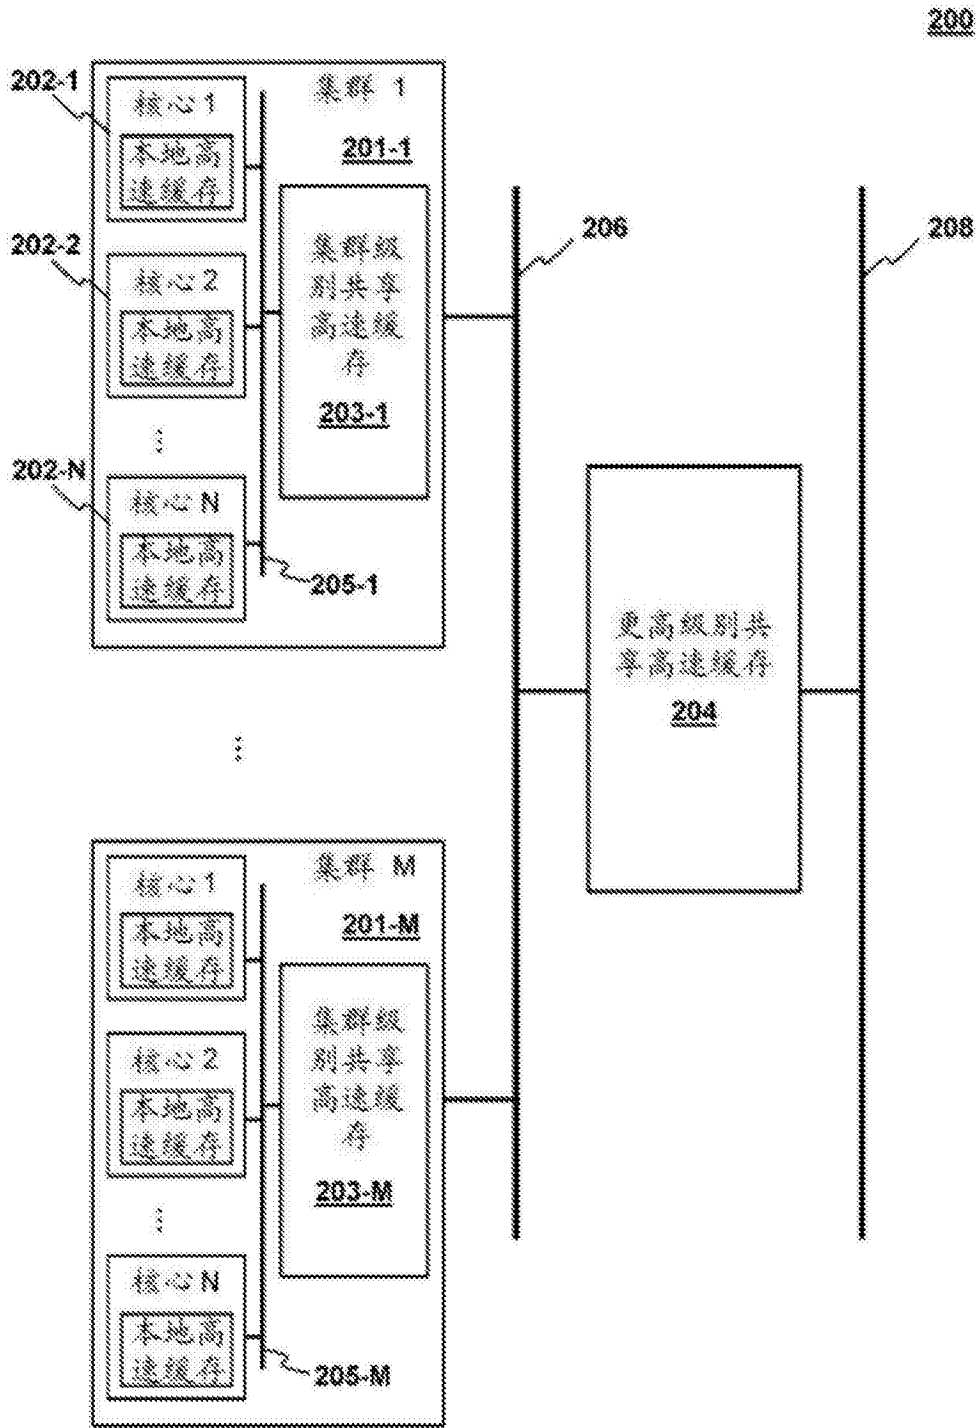 200
202-1
核心 1
本地高
速缓存
集群 1
201-1
202-2
核心 2
本地高
速缓存
集群级
别共享
高速缓
存
203-1
206
208
⋮
202-N
核心 N
本地高
速缓存
205-1
更高级别共
享高速缓存
204
⋮
集群 M
201-M
核心 1
本地高
速缓存
核心 2
本地高
速缓存
集群级
别共享
高速缓
存
203-M
⋮
核心 N
本地高
速缓存
205-M